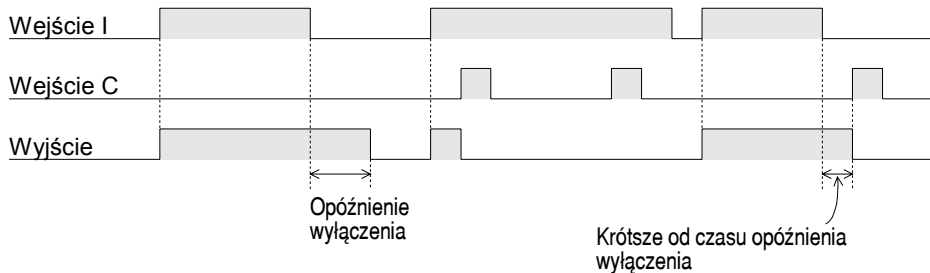 Wejście I
Wejście C
Wyjście
Opóźnienie
wyłączenia
Krótsze od czasu opóźnienia
wyłączenia